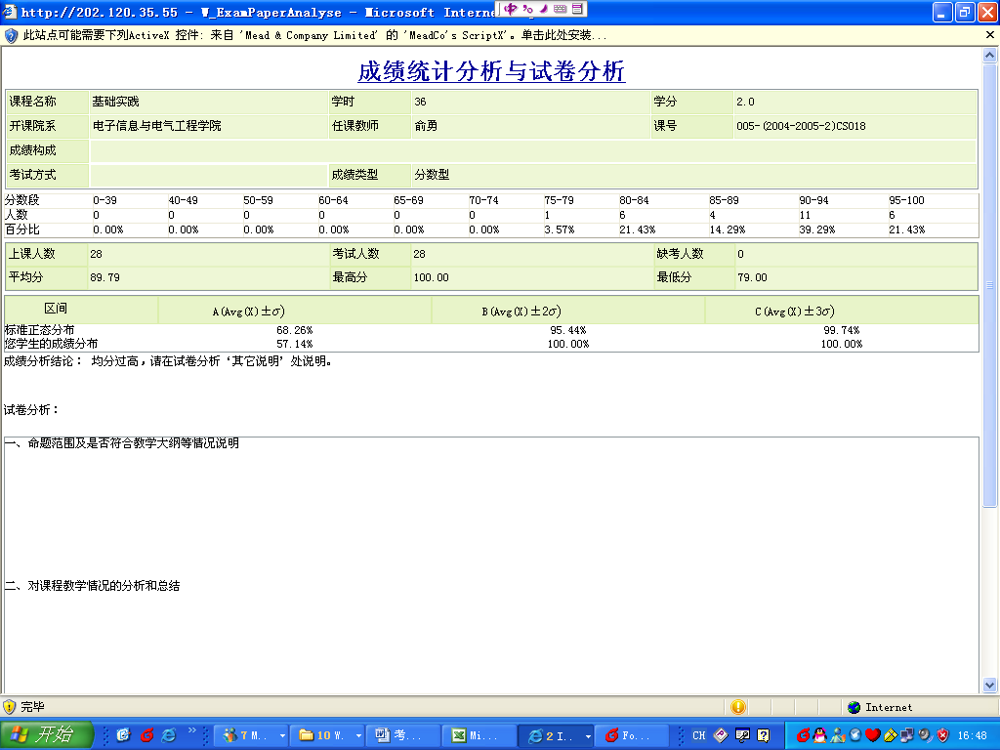 http://202.120.35.55 - W_ExamPaperAnalyse - Microsoft Interne
中
此站点可能需要下列ActiveX 控件: 来自 'Mead & Company Limited' 的 'MeadCo's ScriptX'。单击此处安装...
成绩统计分析与试卷分析
课程名称 基础实践 学时 36 学分 2.0
开课院系 电子信息与电气工程学院 任课教师 俞勇 课号 005-(2004-2005-2)CS018
成绩构成
考试方式 成绩类型 分数型
分数段 0-39 40-49 50-59 60-64 65-69 70-74 75-79 80-84 85-89 90-94 95-100
人数 0 0 0 0 0 0 1 6 4 11 6
百分比 0.00% 0.00% 0.00% 0.00% 0.00% 0.00% 3.57% 21.43% 14.29% 39.29% 21.43%
上课人数 28 考试人数 28 缺考人数 0
平均分 89.79 最高分 100.00 最低分 79.00
区间 A(Avg(X)±σ) B(Avg(X)±2σ) C(Avg(X)±3σ)
标准正态分布 68.26% 95.44% 99.74%
您学生的成绩分布 57.14% 100.00% 100.00%
成绩分析结论： 均分过高，请在试卷分析‘其它说明’处说明。
试卷分析：
一、命题范围及是否符合教学大纲等情况说明
二、对课程教学情况的分析和总结
完毕 Internet
开始 7 M.. 10 W. 考... Mi... 2 I.. Fo... CH 16:48